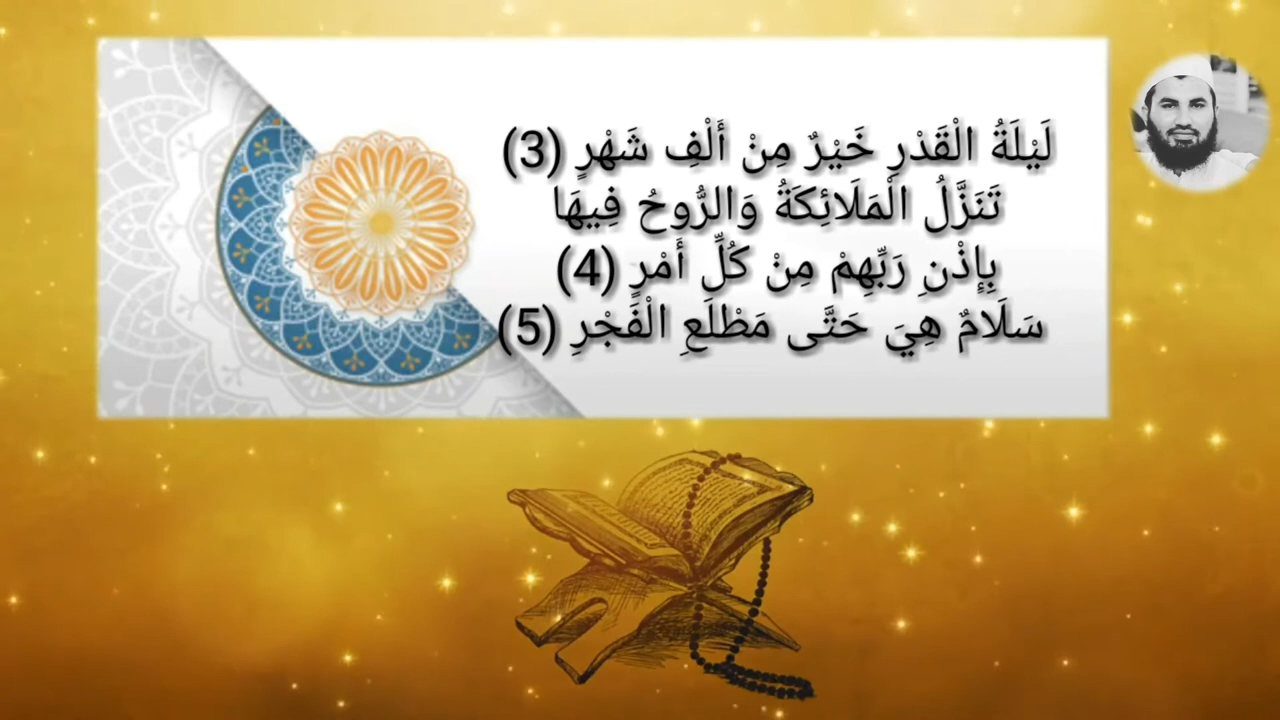 لَيْلَةُ الْقَدْرِ خَيْرٌ مِنْ أَلْفِ شَهْرٍ (3)
تَنَزَّلُ الْمَلَائِكَةُ وَالرُّوحُ فِيهَا
بِإِذْنِ رَبِّهِمْ مِنْ كُلِّ أَمْرٍ (4)
سَلَامٌ هِيَ حَتَّى مَطْلَعِ الْفَجْرِ (5)